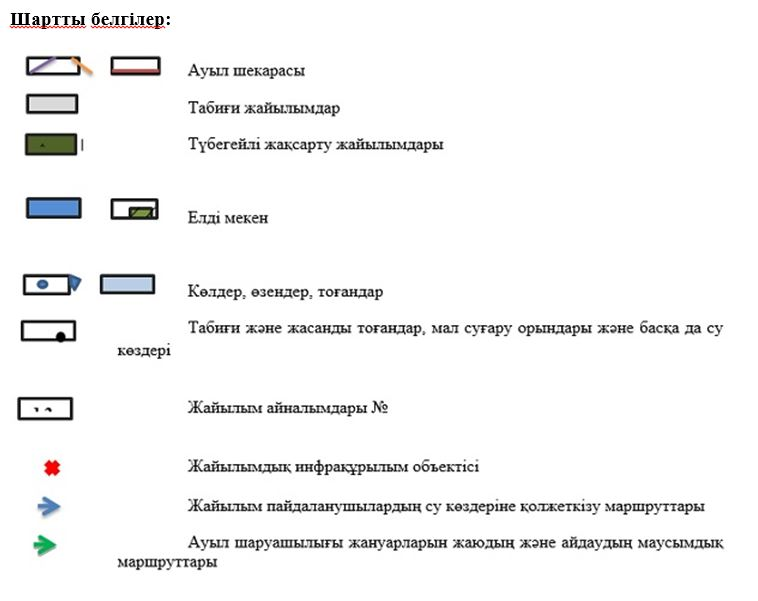 Шартты белгілер:
Ауыл шекарасы
Табиғи жайылымдар
Түбегейлі жақсарту жайылымдары
Елді мекен
Көлдер, өзендер, тоғандар
Табиғи және жасанды тоғандар, мал суғару орындары және басқа да су
көздері
Жайылым айналымдары №
Жайылымдық инфрақұрылым объектісі
Жайылым пайдаланушылардың су көздеріне қолжеткізу маршруттары
Ауыл шаруашылығы жануарларын жаюдың және айдаудың маусымдық
маршруттары